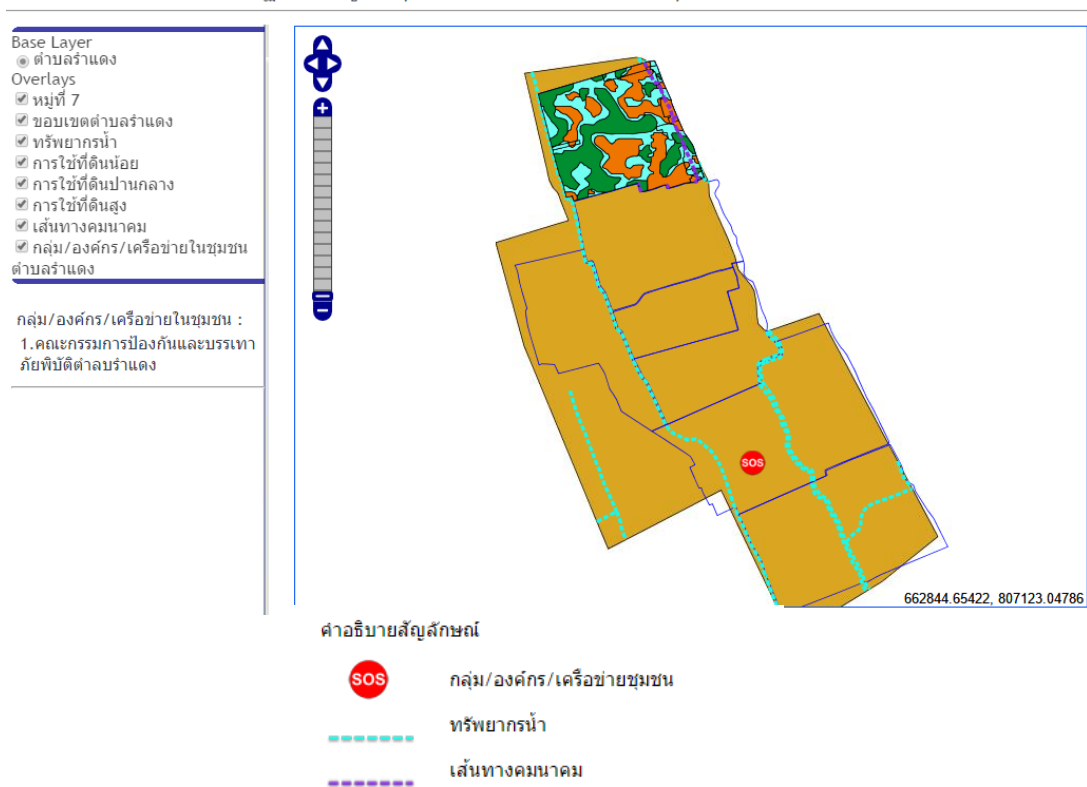 Base Layer
ตำบลรำแดง
Overlays
หมู่ที่ 7
ขอบเขตตำบลรำแดง
ทรัพยากรน้ำ
การใช้ที่ดินน้อย
การใช้ที่ดินปานกลาง
การใช้ที่ดินสูง
เส้นทางคมนาคม
กลุ่ม/องค์กร/เครือข่ายในชุมชน
ตำบลรำแดง
กลุ่ม/องค์กร/เครือข่ายในชุมชน :
1.คณะกรรมการป้องกันและบรรเทา
ภัยพิบัติตำลบรำแดง
SOS
662844.65422, 807123.04786
คำอธิบายสัญลักษณ์
SOS กลุ่ม/องค์กร/เครือข่ายชุมชน
ทรัพยากรน้ำ
เส้นทางคมนาคม